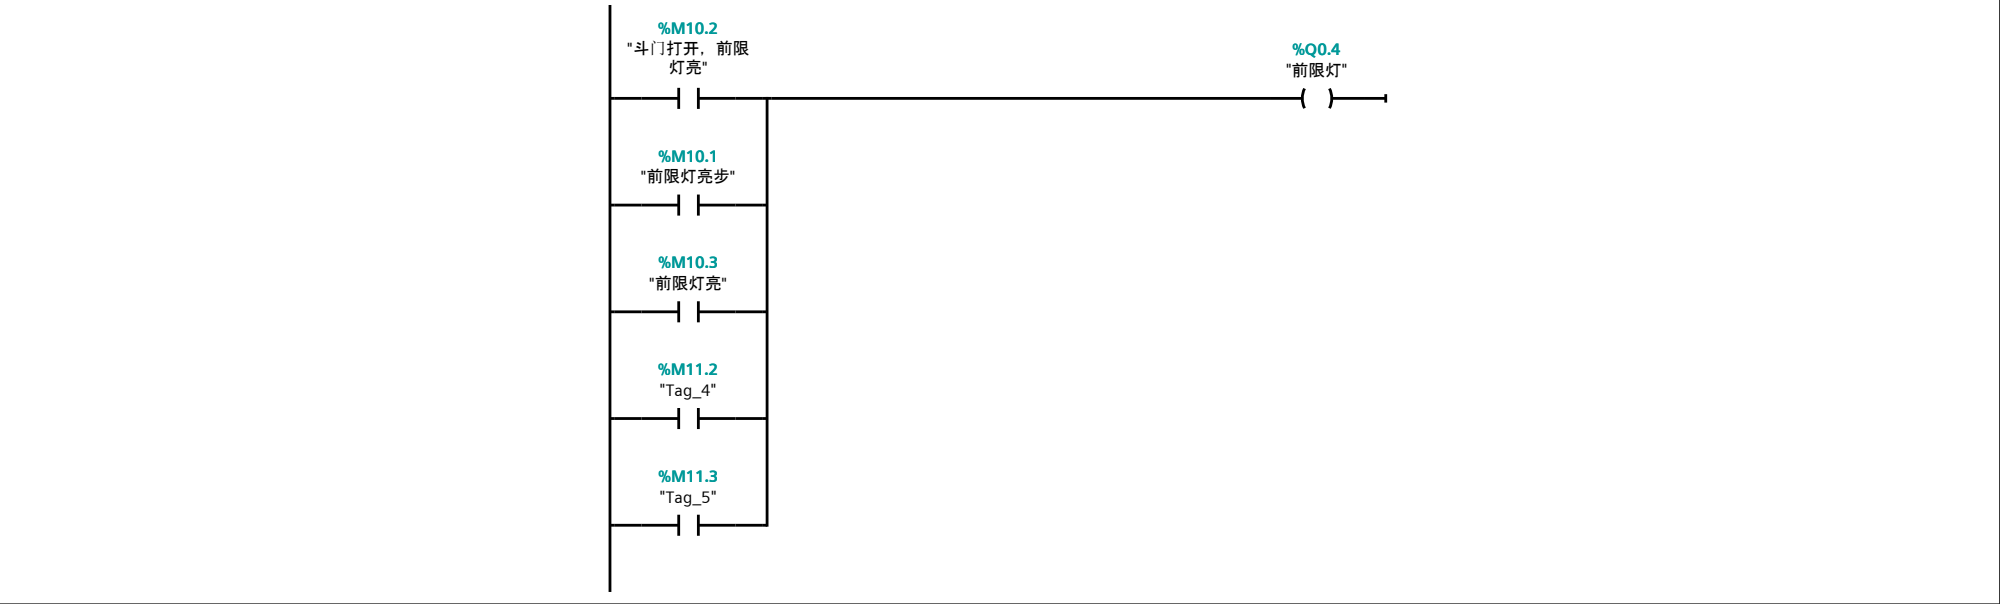 %M10.2
"斗门打开，前限
灯亮"
%Q0.4
"前限灯"
%M10.1
"前限灯亮步"
%M10.3
"前限灯亮"
%M11.2
"Tag_4"
%M11.3
"Tag_5"